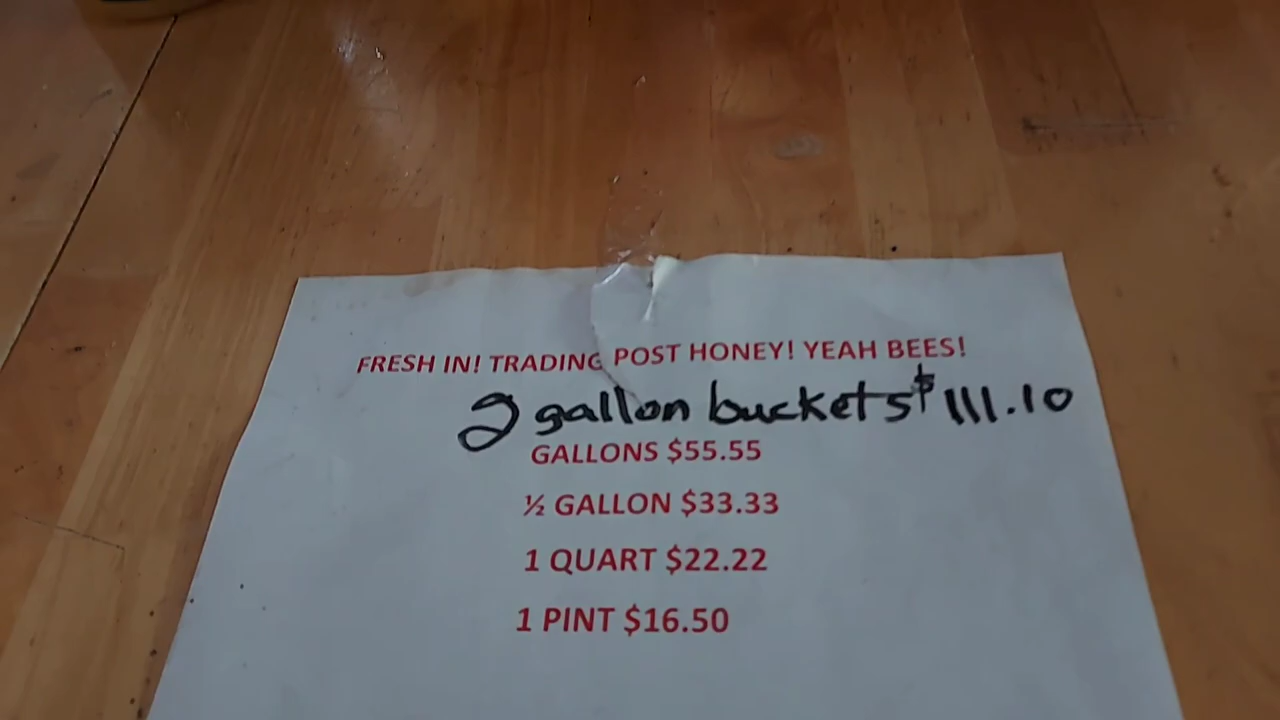 FRESH IN! TRADING POST HONEY! YEAH BEES!
2 gallon buckets $111.10
GALLONS $55.55
½ GALLON $33.33
1 QUART $22.22
1 PINT $16.50